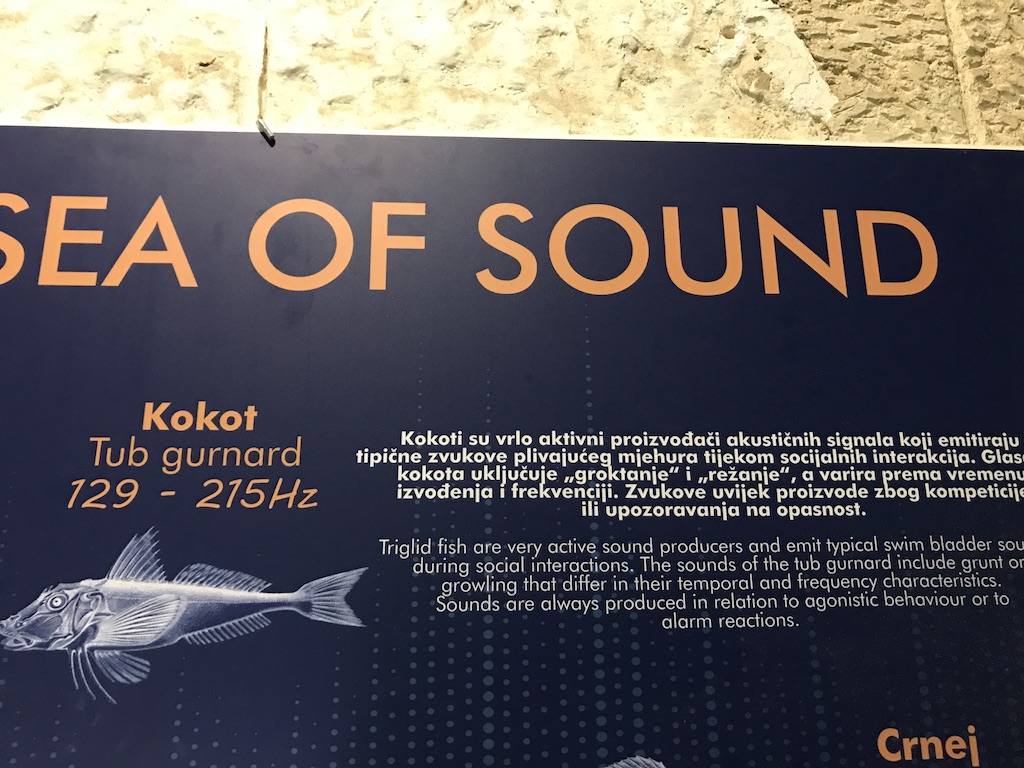 SEA OF SOUND
Kokot
Tub gurnard
129 - 215Hz
Kokoti su vrlo aktivni proizvođači akustičnih signala koji emitiraju
tipične zvukove plivajućeg mjehura tijekom socijalnih interakcija.
kokota uključuje „groktanje“ i „režanje“, a varira prema vremenu
izvođenja i frekvenciji. Zvukove uvijek proizvode zbog kompeticije
ili upozoravanja na opasnost.
Triglid fish are very active sound producers and emit typical swim bladder
during social interactions. The sounds of the tub gurnard include grunt or
growling that differ in their temporal and frequency characteristics.
Sounds are always produced in relation to agonistic behaviour or to
alarm reactions.
Crnej